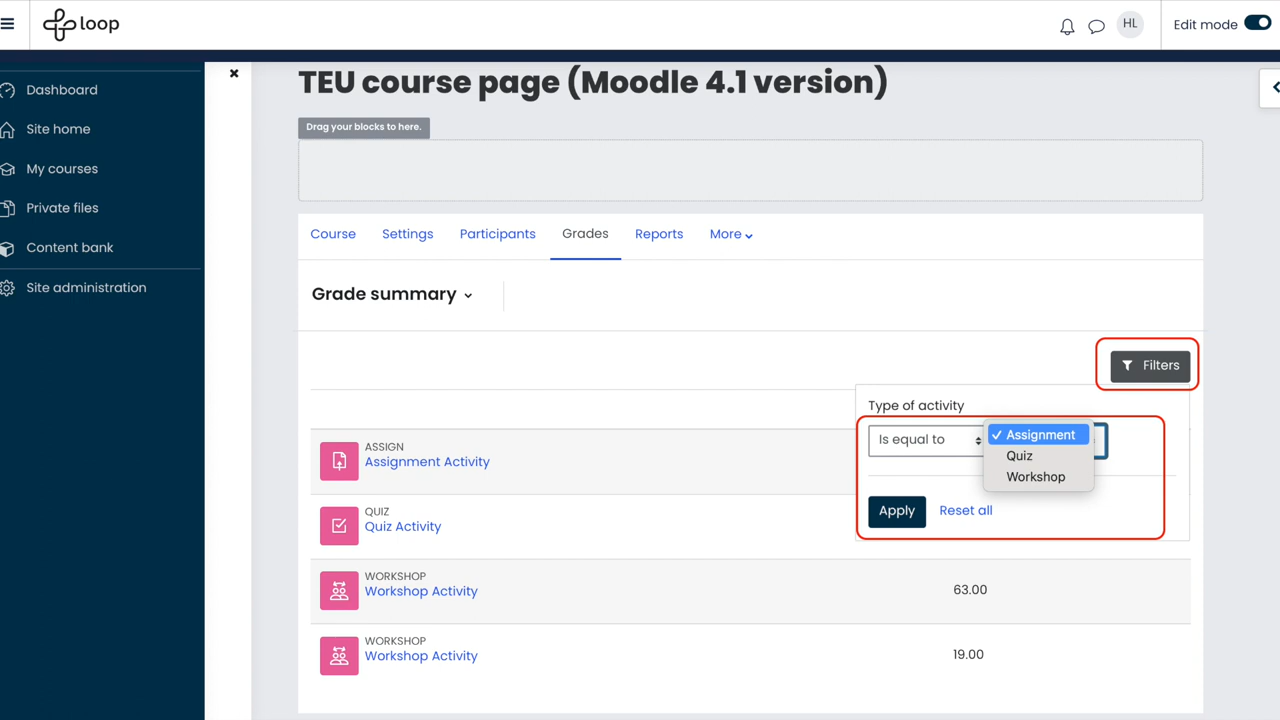 loop
HL
Edit mode
Dashboard
Site home
My courses
Private files
Content bank
Site administration
TEU course page (Moodle 4.1 version)
Drag your blocks to here.
Course Settings Participants Grades Reports More
Grade summary
Filters
Type of activity
Is equal to
Assignment
Quiz
Workshop
Apply Reset all
ASSIGN
Assignment Activity
QUIZ
Quiz Activity
WORKSHOP
Workshop Activity
63.00
WORKSHOP
Workshop Activity
19.00